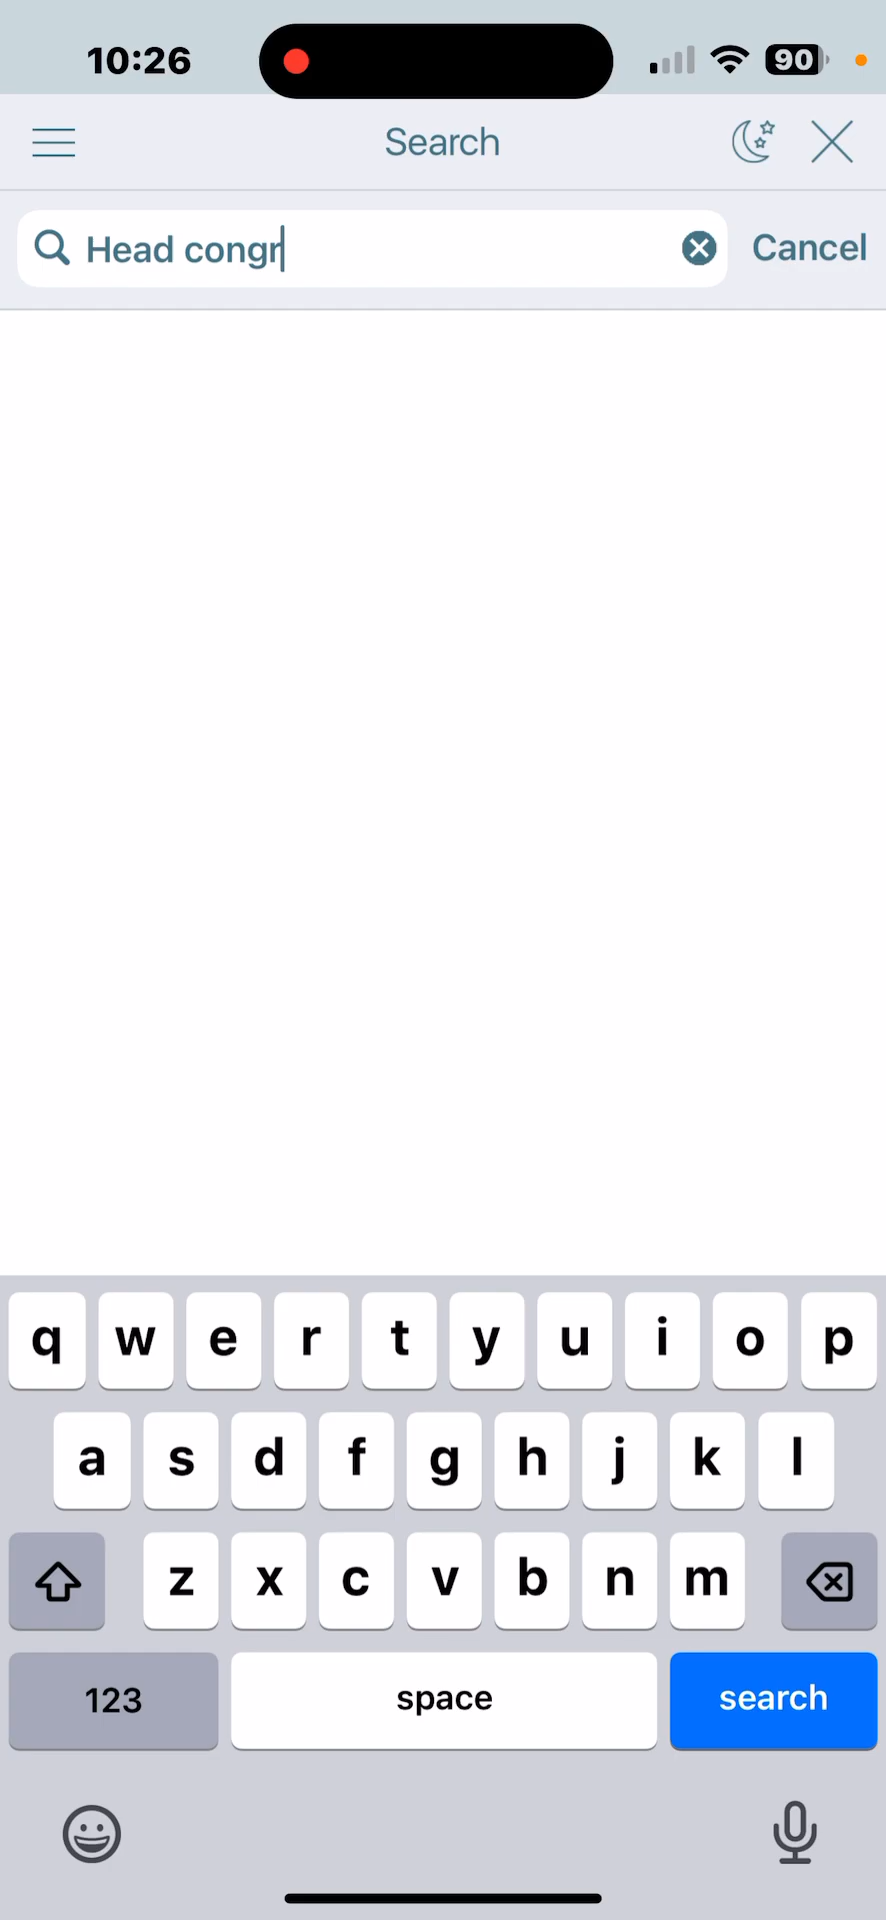 10:26
90
Search
Head congr
Cancel
q w e r t y u i o p
a s d f g h j k l
z x c v b n m
123 space search